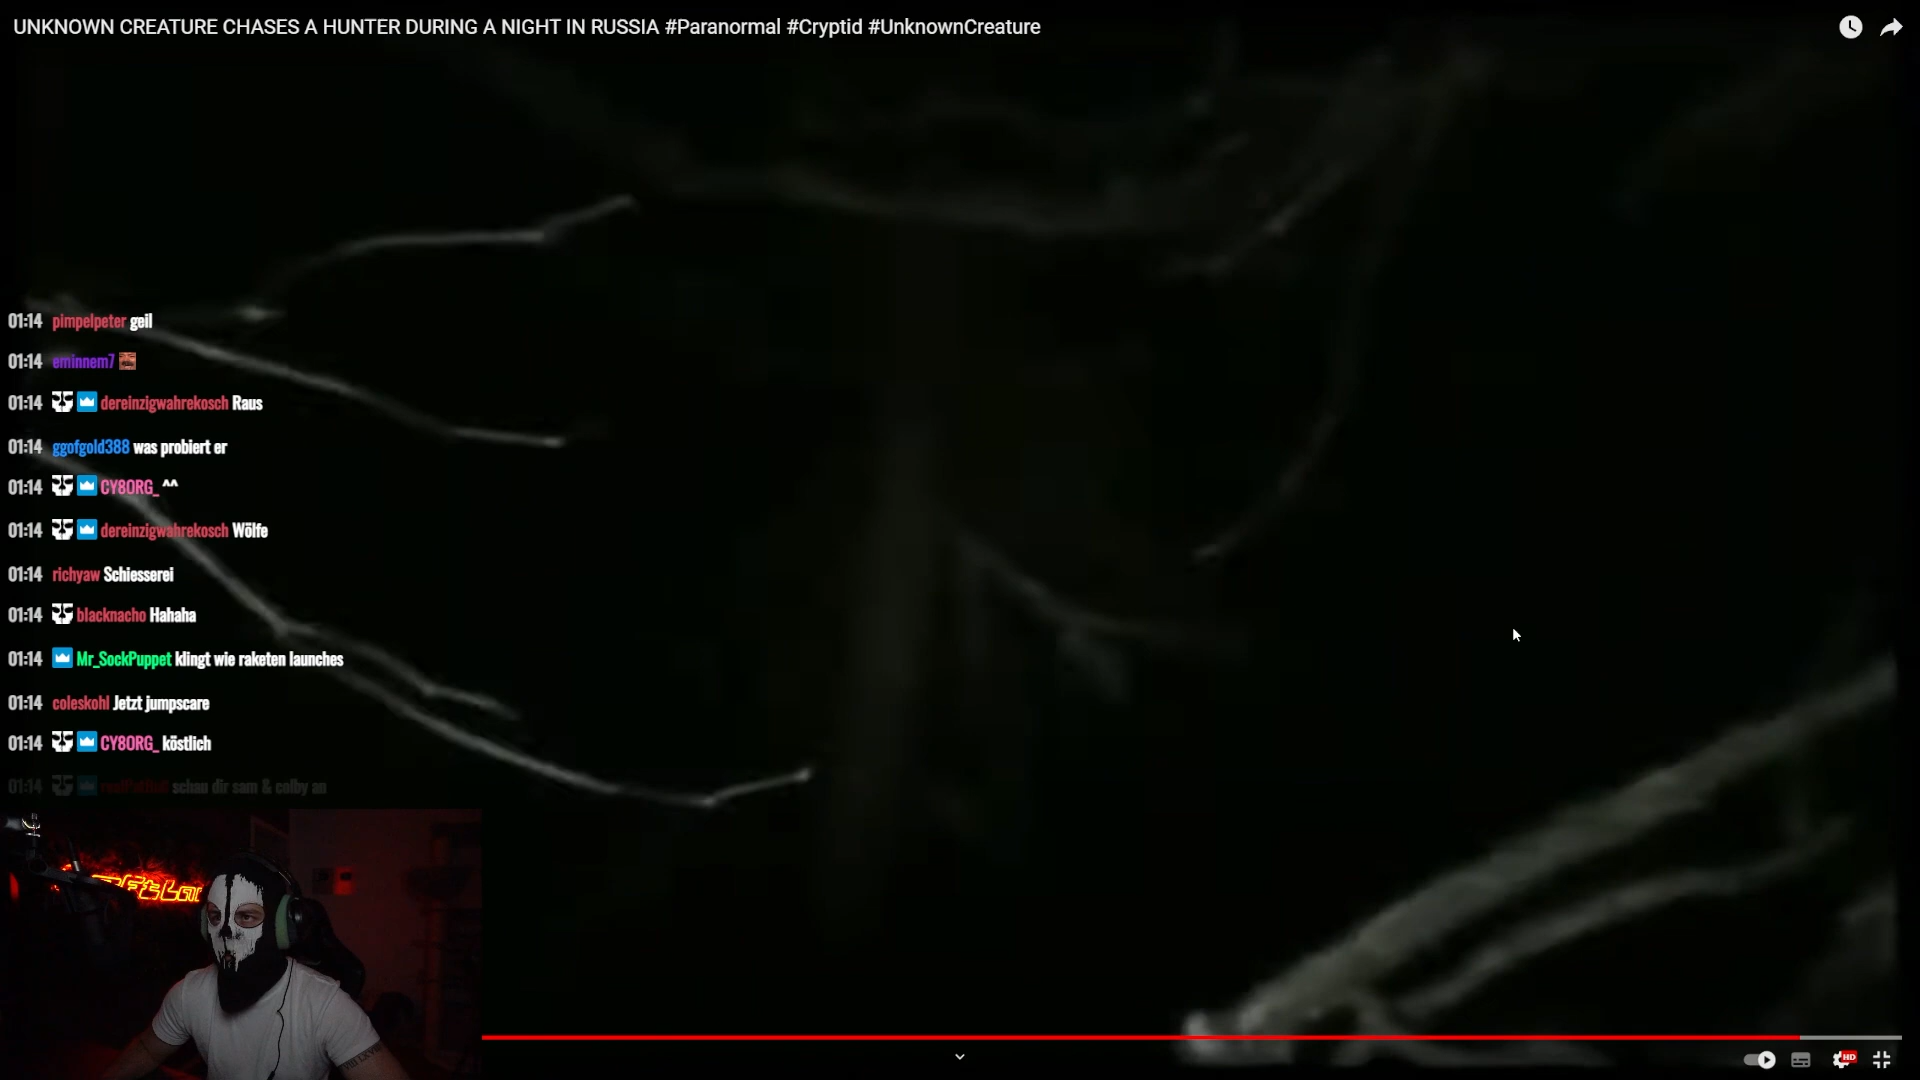 UNKNOWN CREATURE CHASES A HUNTER DURING A NIGHT IN RUSSIA #Paranormal #Cryptid #UnknownCreature
01:14 pimpelpeter geil
01:14 eminnem7
01:14 dereinzigwahrekosch Raus
01:14 ggofgold388 was probiert er
01:14 CY8ORG_ ^^
01:14 dereinzigwahrekosch Wölfe
01:14 richyaw Schiesserei
01:14 blacknacho Hahaha
01:14 Mr_SockPuppet klingt wie raketen launches
01:14 coleskohl Jetzt jumpscare
01:14 CY8ORG_ köstlich
01:14 schau dir sam & colby an
HD